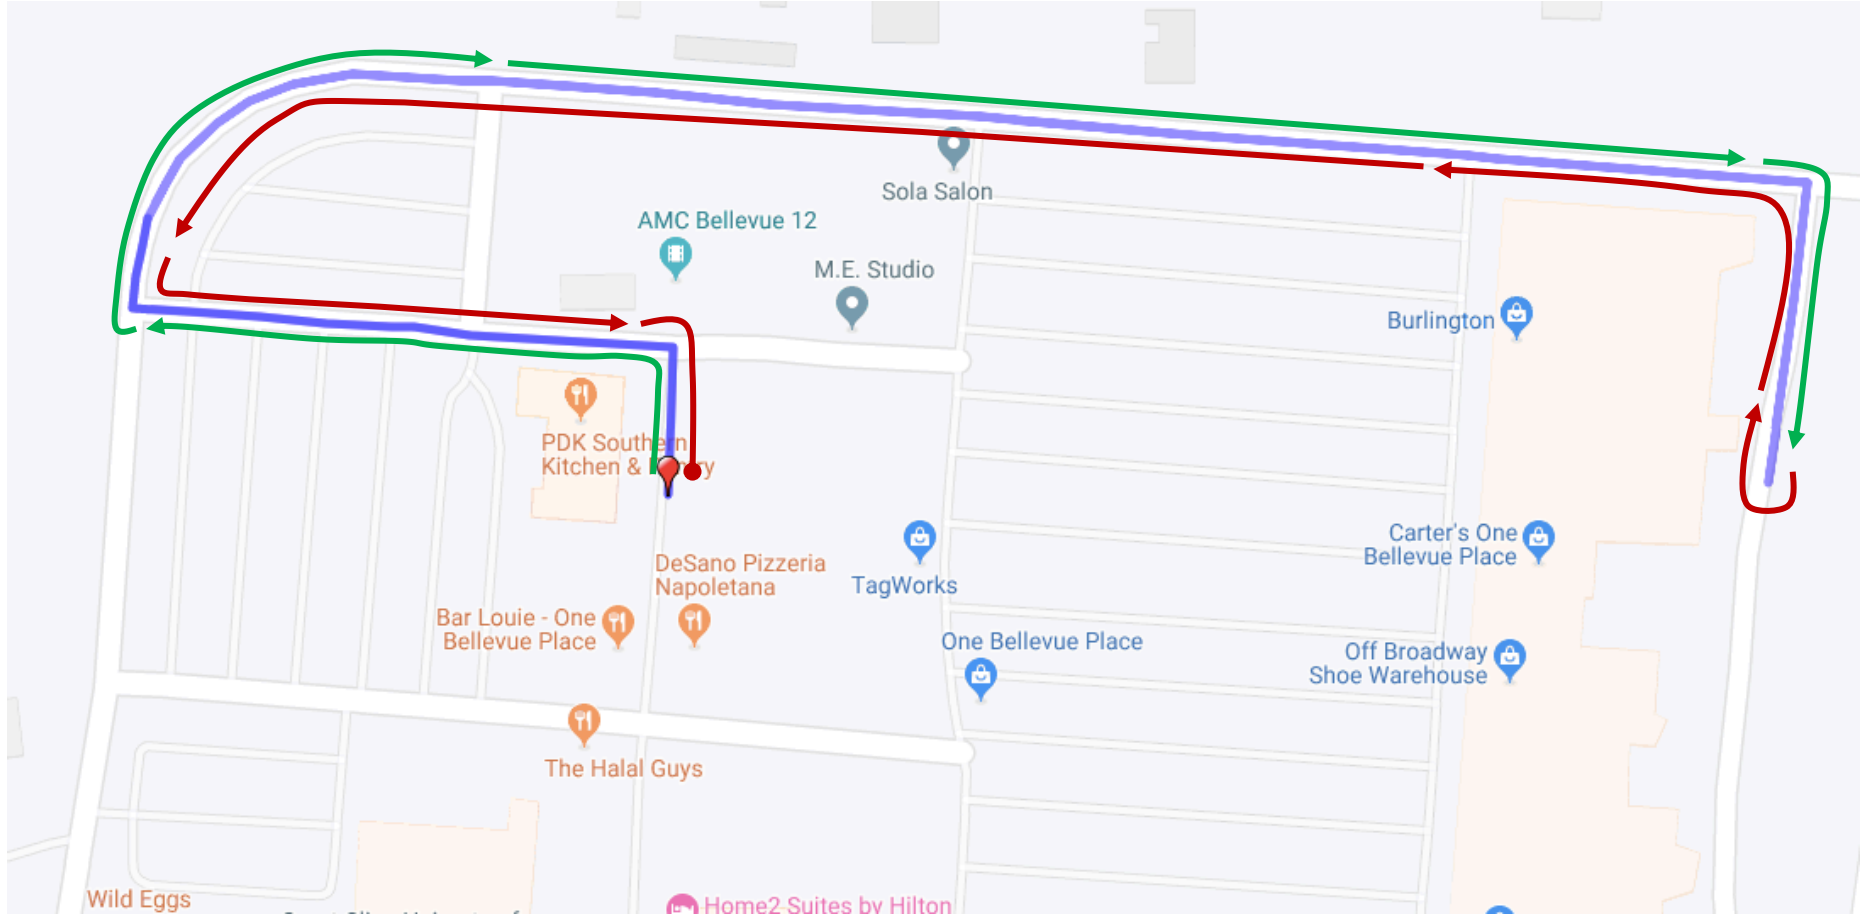 Sola Salon
AMC Bellevue 12
M.E. Studio
Burlington
PDK Southern
Kitchen &
Carter's One
Bellevue Place
DeSano Pizzeria
Napoletana
TagWorks
Bar Louie - One
Bellevue Place
One Bellevue Place
Off Broadway
Shoe Warehouse
The Halal Guys
Wild Eggs
Home2 Suites by Hilton